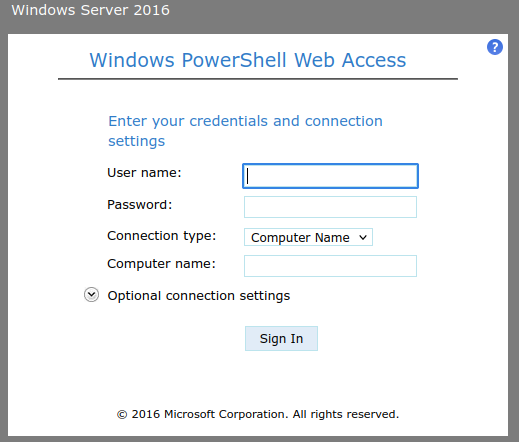 Windows Server 2016
?
Windows PowerShell Web Access
Enter your credentials and connection
settings
User name:
Password:
Connection type: Computer Name
Computer name:
Optional connection settings
Sign In
© 2016 Microsoft Corporation. All rights reserved.